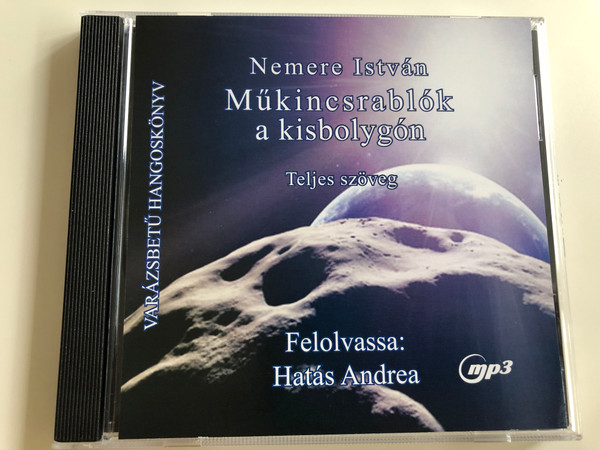 Nemere István
Műkincsrablók
a kisbolygón
Teljes szöveg
VARÁZSBETŰ HANGOSKÖNYV
Felolvassa:
Hatás Andrea
mp3